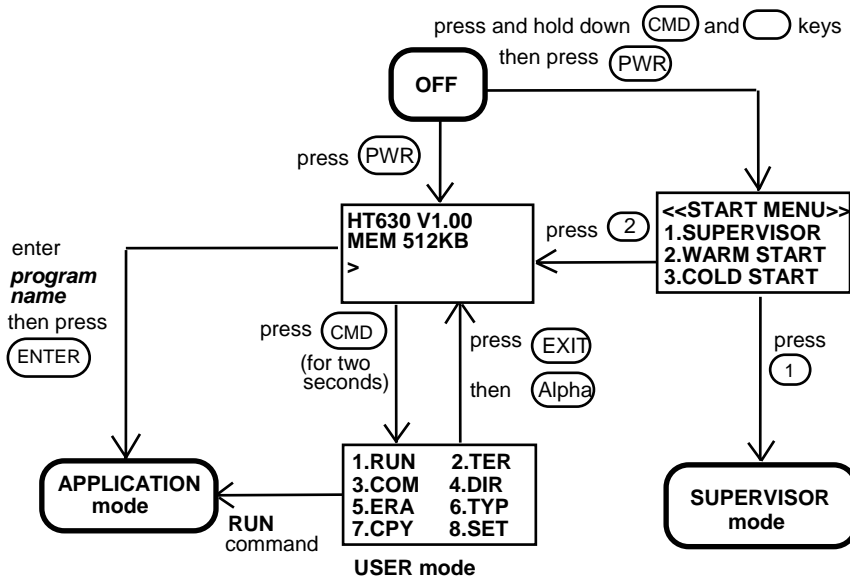 press and hold down CMD and keys
then press PWR
OFF
press PWR
HT630 V1.00
MEM 512KB
>
press 2
<<START MENU>>
1.SUPERVISOR
2.WARM START
3.COLD START
enter
program
name
then press
ENTER
press CMD
(for two
seconds)
press EXIT
then Alpha
press
1
1.RUN 2.TER
3.COM 4.DIR
5.ERA 6.TYP
7.CPY 8.SET
USER mode
APPLICATION
mode
RUN
command
SUPERVISOR
mode